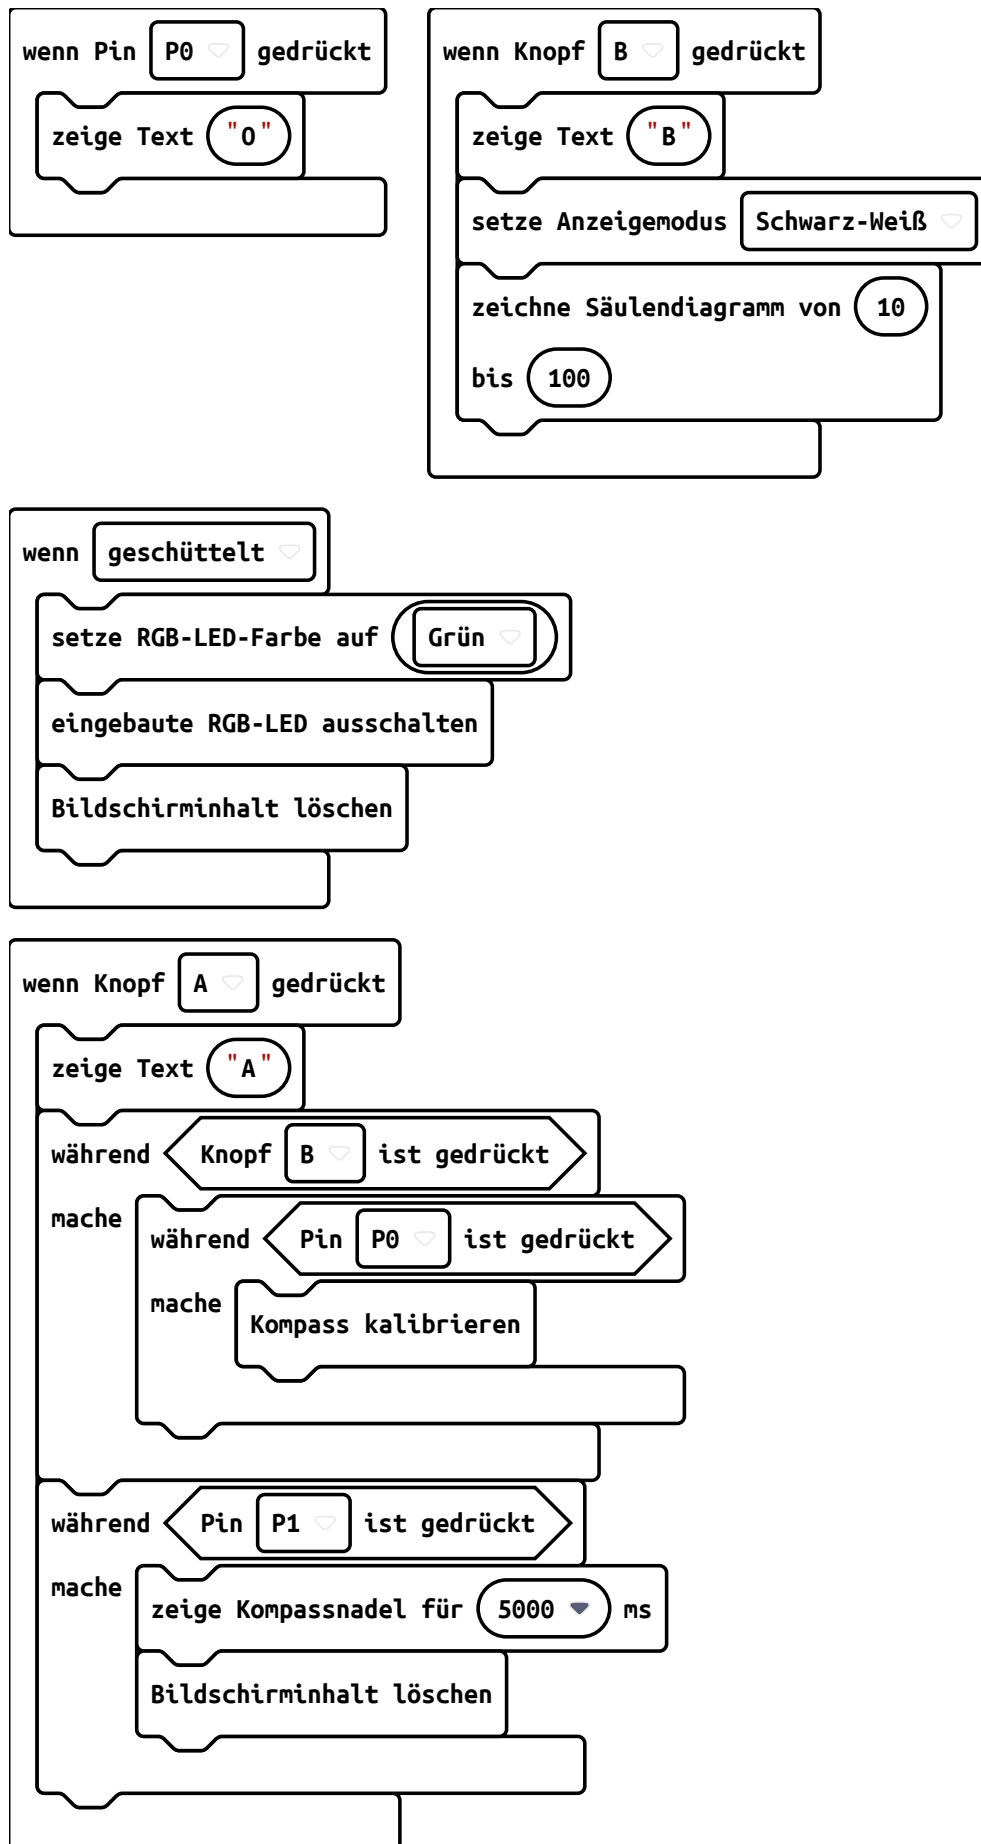 wenn Pin P0 gedrückt
zeige Text "O"
wenn Knopf B gedrückt
zeige Text "B"
setze Anzeigemodus Schwarz-Weiß
zeichne Säulendiagramm von 10
bis 100
wenn geschüttelt
setze RGB-LED-Farbe auf Grün
eingebaute RGB-LED ausschalten
Bildschirminhalt löschen
wenn Knopf A gedrückt
zeige Text "A"
während Knopf B ist gedrückt
mache
während Pin P0 ist gedrückt
mache
Kompass kalibrieren
während Pin P1 ist gedrückt
mache
zeige Kompassnadel für 5000 ms
Bildschirminhalt löschen